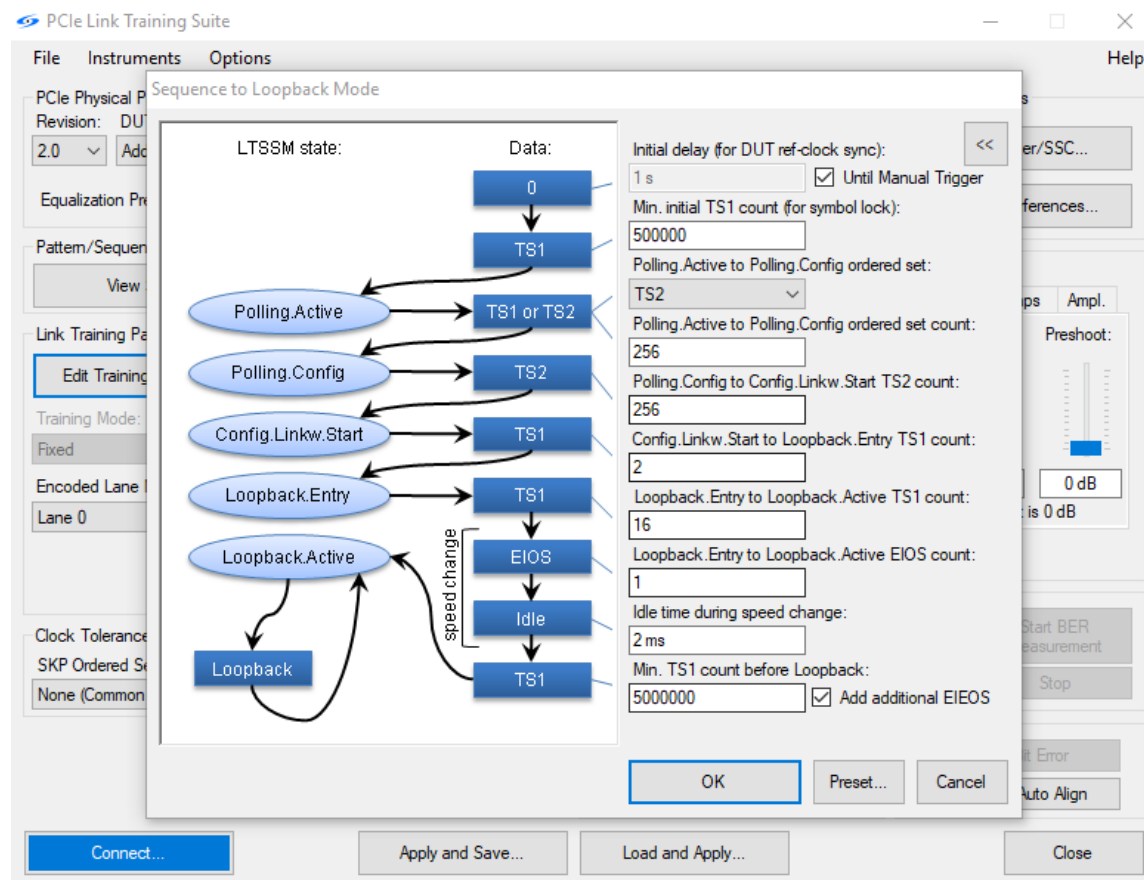 PCIe Link Training Suite
File Instruments Options Help
Sequence to Loopback Mode
PCIe Physical P
Revision: DU
2.0 Add
Equalization Pre
Pattern/Sequen
View
Link Training Pa
Edit Training
Training Mode:
Fixed
Encoded Lane
Lane 0
Clock Tolerance
SKP Ordered Se
None (Common
LTSSM state: Data:
0
TS1
Polling.Active TS1 or TS2
Polling.Config TS2
Config.Linkw.Start TS1
Loopback.Entry TS1
Loopback.Active EIOS
speed change
Idle
Loopback TS1
Initial delay (for DUT ref-clock sync): <<
1 s Until Manual Trigger
Min. initial TS1 count (for symbol lock):
500000
Polling.Active to Polling.Config ordered set:
TS2
Polling.Active to Polling.Config ordered set count:
256
Polling.Config to Config.Linkw.Start TS2 count:
256
Config.Linkw.Start to Loopback.Entry TS1 count:
2
Loopback.Entry to Loopback.Active TS1 count:
16
Loopback.Entry to Loopback.Active EIOS count:
1
Idle time during speed change:
2 ms
Min. TS1 count before Loopback:
5000000 Add additional EIEOS
OK Preset... Cancel
s
er/SSC...
ferences...
ps Ampl.
Preshoot:
0 dB
is 0 dB
Start BER
easurement
Stop
it Error
Auto Align
Connect... Apply and Save... Load and Apply... Close